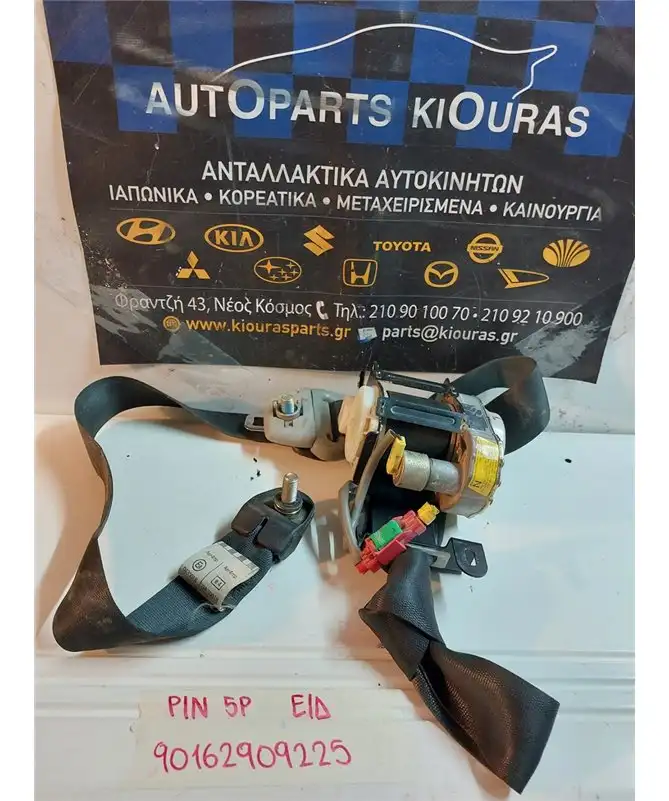 AUTOPARTS KIOURAS
ΑΝΤΑΛΛΑΚΤΙΚΑ ΑΥΤΟΚΙΝΗΤΩΝ
ΙΑΠΩΝΙΚΑ • ΚΟΡΕΑΤΙΚΑ • ΜΕΤΑΧΕΙΡΙΣΜΕΝΑ • ΚΑΙΝΟΥΡΓΙΑ
KIA
TOYOTA
NISSAN
Φραντζή 43, Νέος Κόσμος Τηλ.: 210 90 100 70 - 210 92 10 900
www.kiourasparts.gr parts@kiouras.gr
PIN 5P ΕΙΔ
90162909225